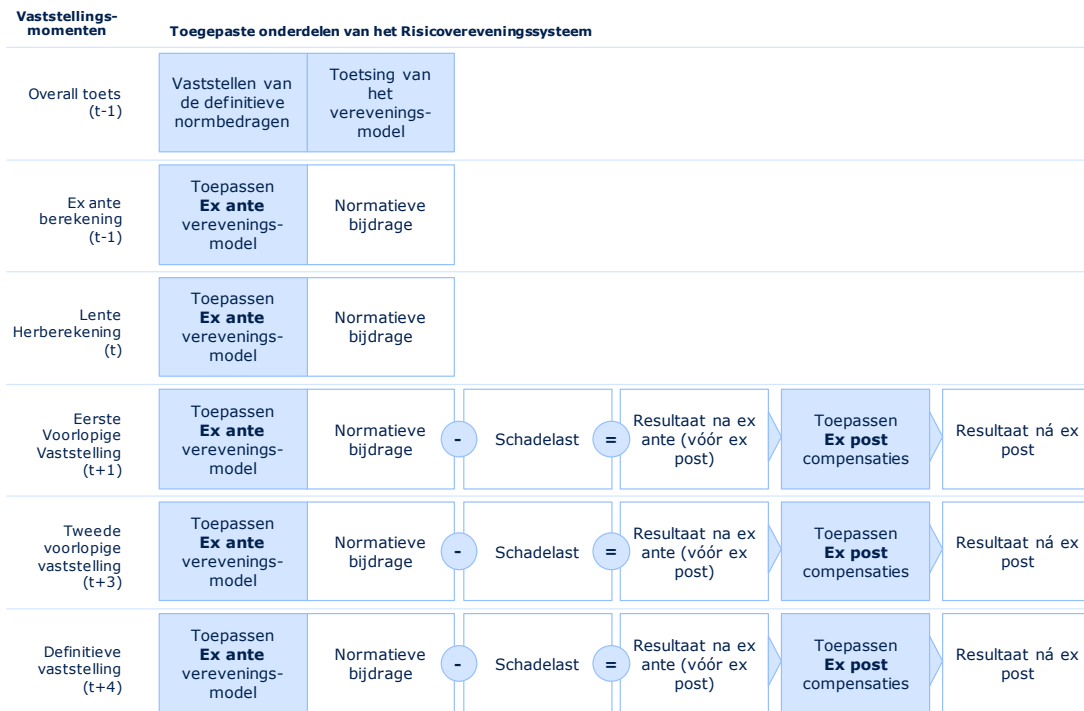 Vaststellings-
momenten
Toegepaste onderdelen van het Risicovereveningssysteem
Overall toets
(t-1)
Vaststellen van
de definitieve
normbedragen
Toetsing van
het
verevenings-
model
Ex ante
berekening
(t-1)
Toepassen
Ex ante
verevenings-
model
Normatieve
bijdrage
Lente
Herberekening
(t)
Toepassen
Ex ante
verevenings-
model
Normatieve
bijdrage
Eerste
Voorlopige
Vaststelling
(t+1)
Toepassen
Ex ante
verevenings-
model
Normatieve
bijdrage
-
Schadelast
=
Resultaat na ex
ante (vóór ex
post)
Toepassen
Ex post
compensaties
Resultaat ná ex
post
Tweede
voorlopige
vaststelling
(t+3)
Toepassen
Ex ante
verevenings-
model
Normatieve
bijdrage
-
Schadelast
=
Resultaat na ex
ante (vóór ex
post)
Toepassen
Ex post
compensaties
Resultaat ná ex
post
Definitieve
vaststelling
(t+4)
Toepassen
Ex ante
verevenings-
model
Normatieve
bijdrage
-
Schadelast
=
Resultaat na ex
ante (vóór ex
post)
Toepassen
Ex post
compensaties
Resultaat ná ex
post